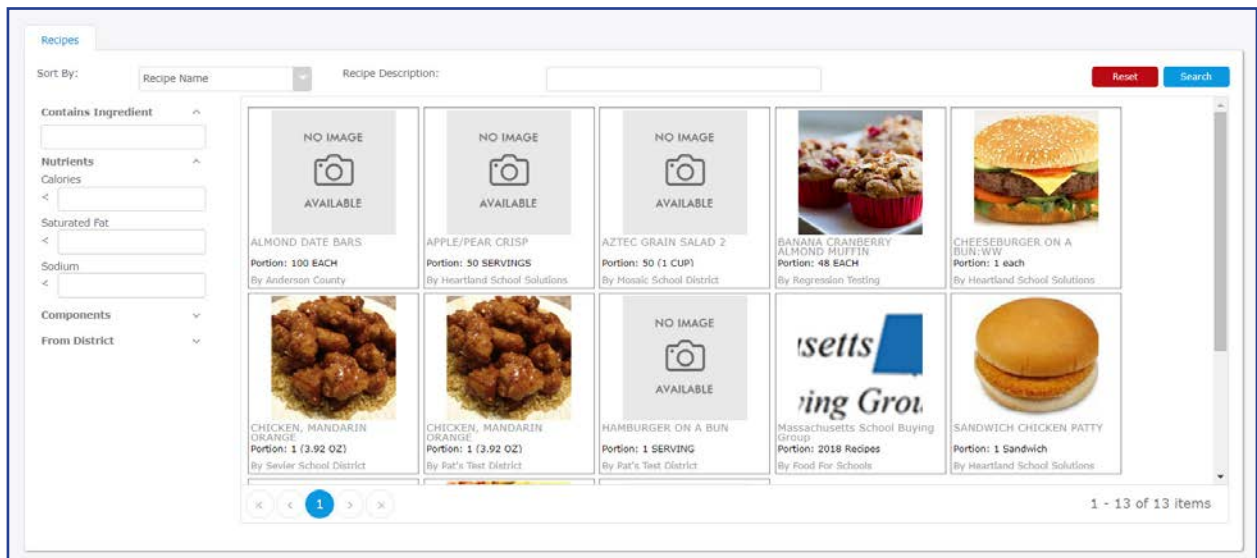 Recipes
Sort By:
Recipe Name
Recipe Description:
Reset
Search
Contains Ingredient
Nutrients
Calories
<
Saturated Fat
<
Sodium
<
Components
From District
NO IMAGE
AVAILABLE
ALMOND DATE BARS
Portion: 100 EACH
By Anderson County
NO IMAGE
AVAILABLE
APPLE/PEAR CRISP
Portion: 50 SERVINGS
By Heartland School Solutions
NO IMAGE
AVAILABLE
AZTEC GRAIN SALAD 2
Portion: 50 (1 CUP)
By Mosaic School District
BANANA CRANBERRY
ALMOND MUFFIN
Portion: 48 EACH
By Regression Testing
CHEESEBURGER ON A
BUN:WW
Portion: 1 each
By Heartland School Solutions
CHICKEN, MANDARIN
ORANGE
Portion: 1 (3.92 OZ)
By Sevier School District
CHICKEN, MANDARIN
ORANGE
Portion: 1 (3.92 OZ)
By Pat's Test District
NO IMAGE
AVAILABLE
HAMBURGER ON A BUN
Portion: 1 SERVING
By Pat's Test District
setts
ing Grou
Massachusetts School Buying
Group
Portion: 2018 Recipes
By Food For Schools
SANDWICH CHICKEN PATTY
Portion: 1 Sandwich
By Heartland School Solutions
1
1 - 13 of 13 items